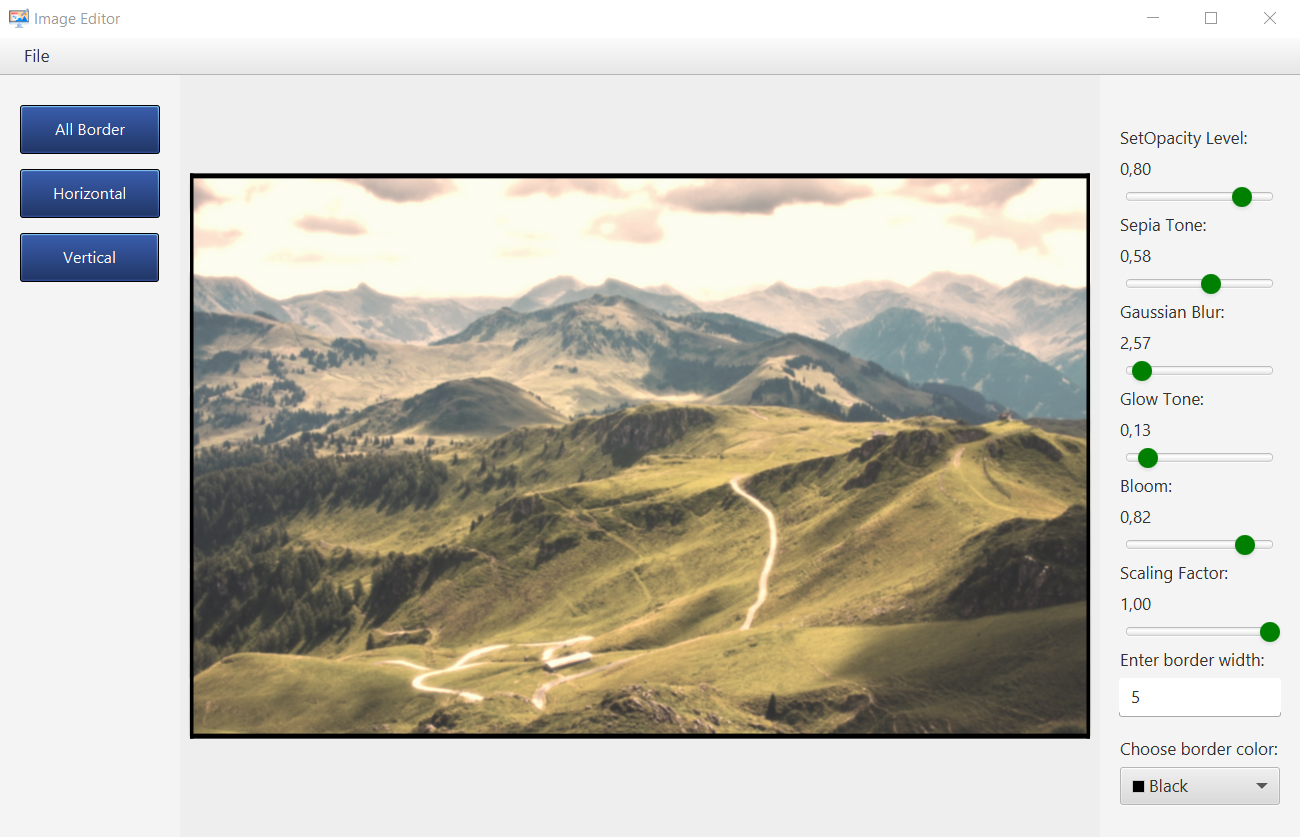 Image Editor
File
All Border
Horizontal
Vertical
SetOpacity Level:
0,80
Sepia Tone:
0,58
Gaussian Blur:
2,57
Glow Tone:
0,13
Bloom:
0,82
Scaling Factor:
1,00
Enter border width:
5
Choose border color:
Black